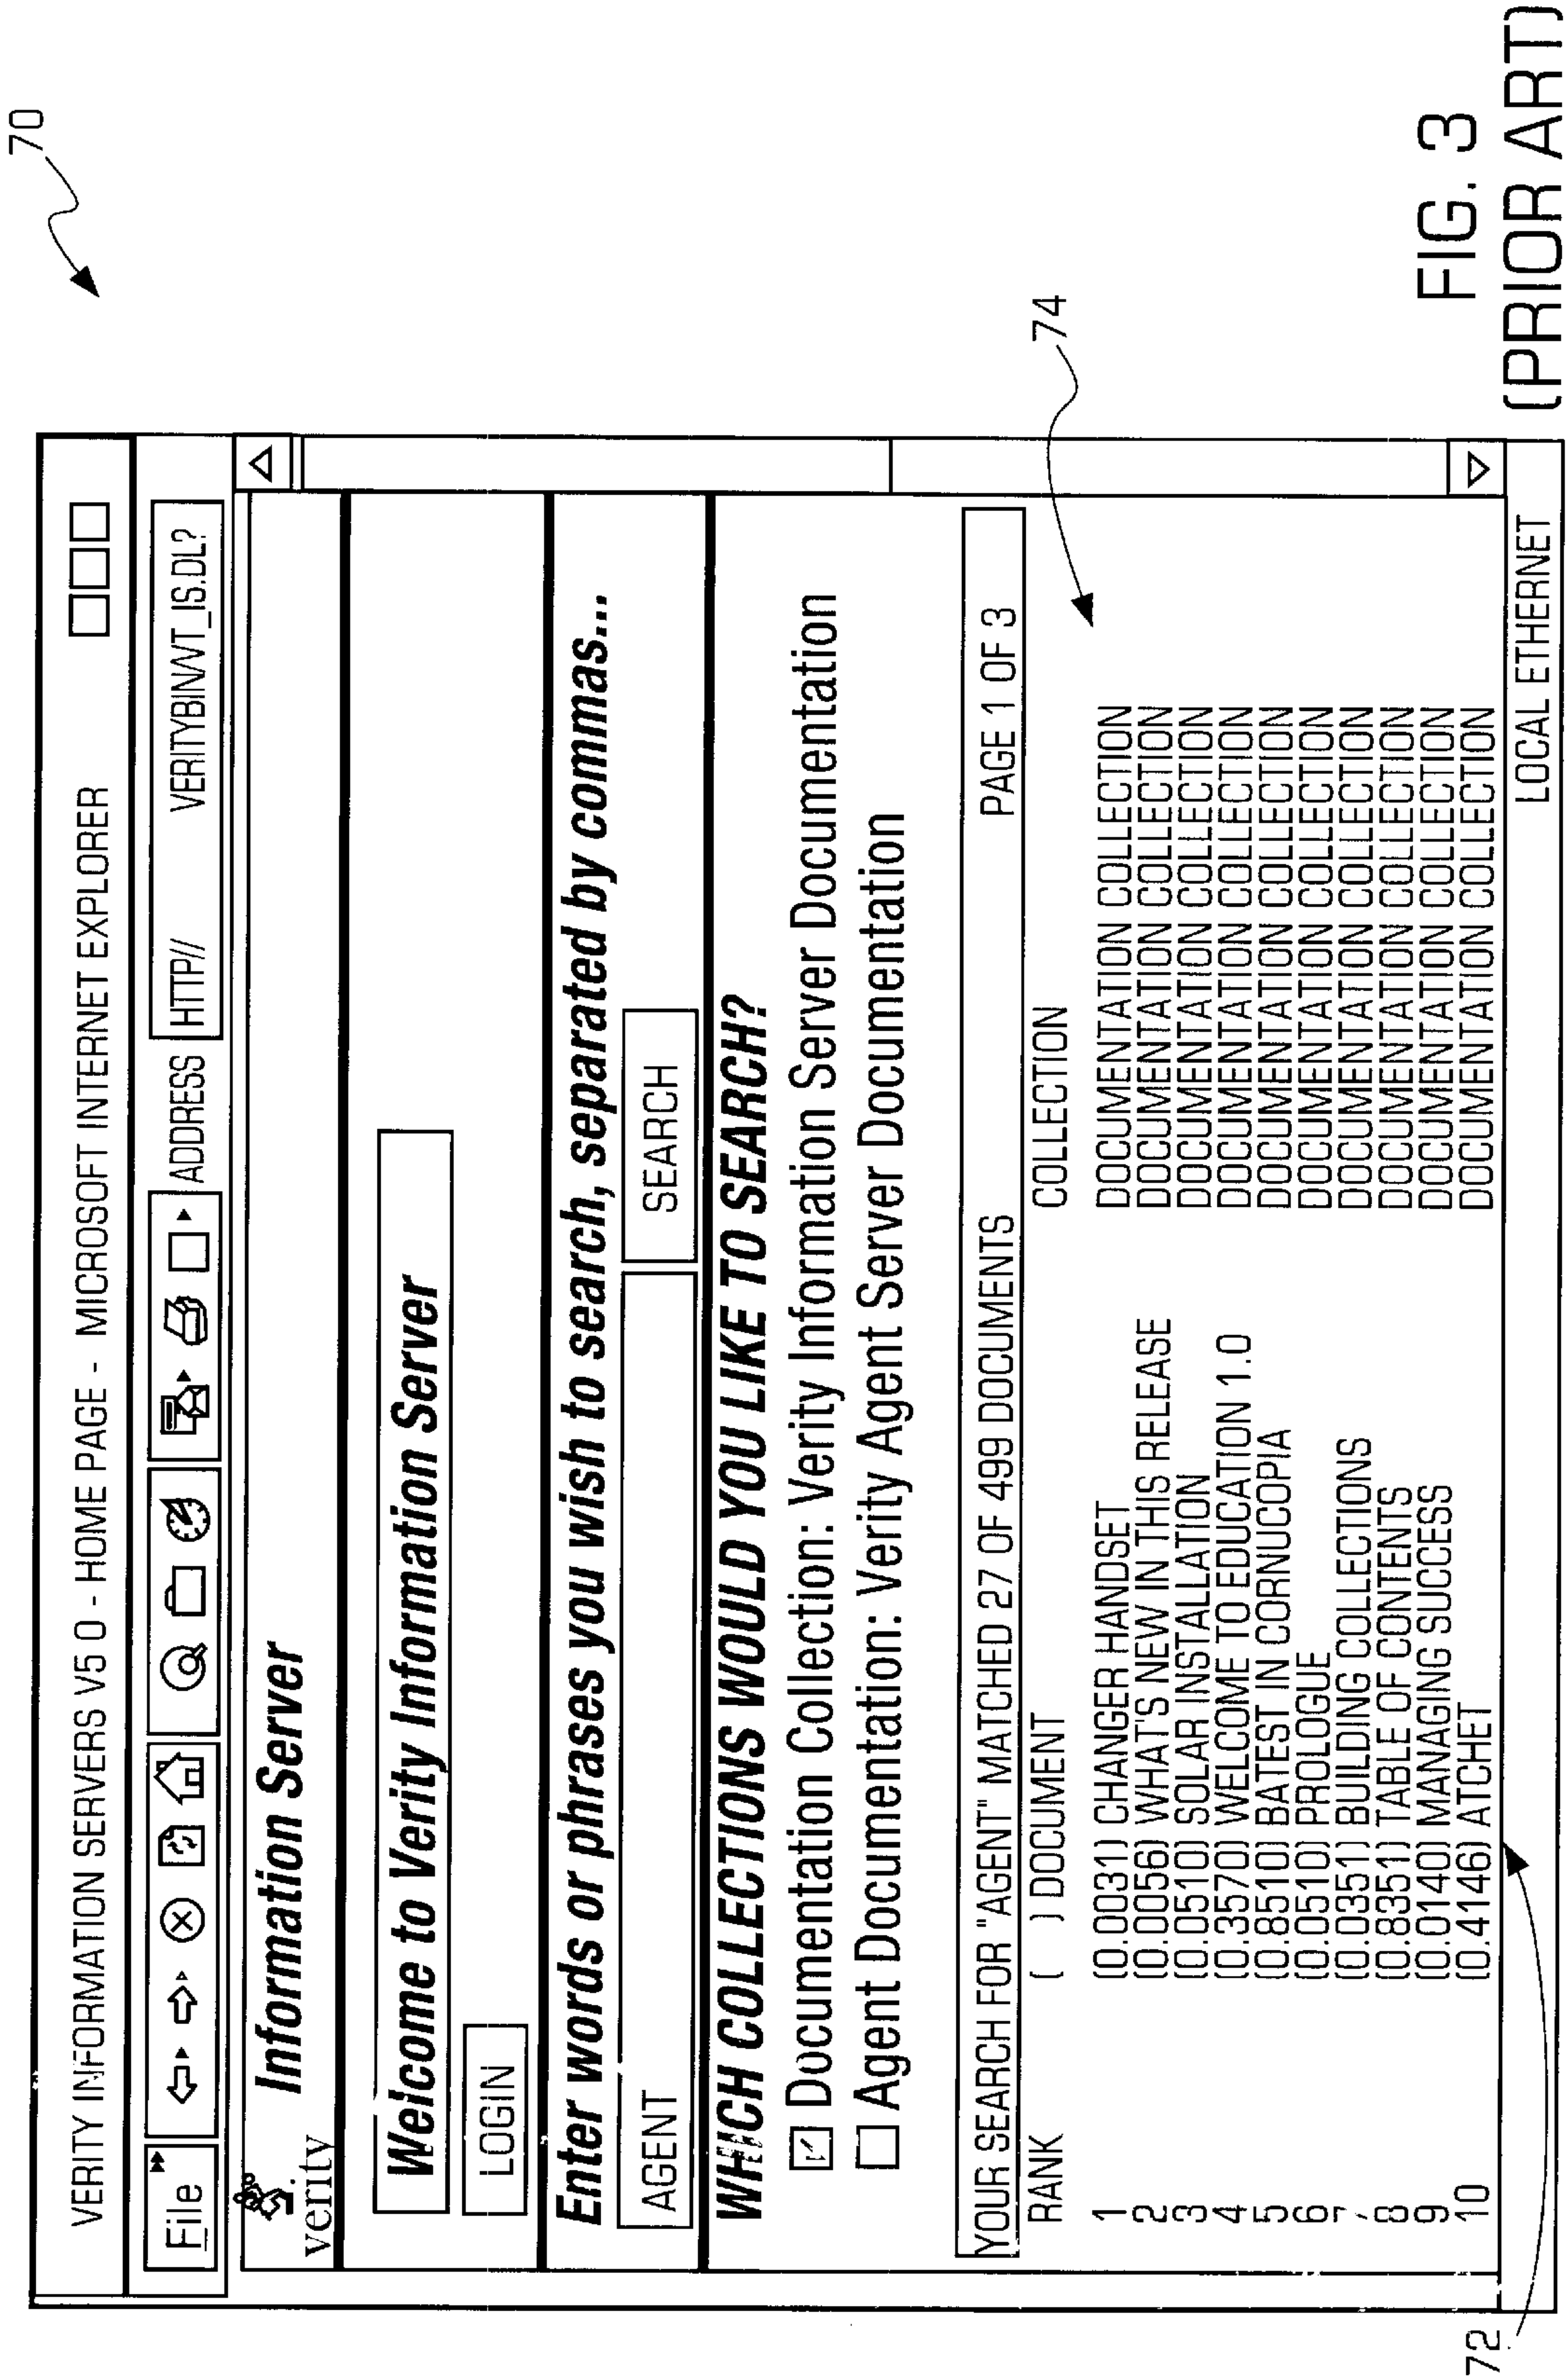 70
VERITY INFORMATION SERVERS V5 0 - HOME PAGE - MICROSOFT INTERNET EXPLORER
File ADDRESS HTTP// VERITYBIN/VT_IS.DL?
verity Information Server
Welcome to Verity Information Server
LOGIN
Enter words or phrases you wish to search, separated by commas...
AGENT SEARCH
WHICH COLLECTIONS WOULD YOU LIKE TO SEARCH?
Documentation Collection: Verity Information Server Documentation
Agent Documentation: Verity Agent Server Documentation
YOUR SEARCH FOR "AGENT" MATCHED 27 OF 499 DOCUMENTS PAGE 1 OF 3
RANK ( ) DOCUMENT COLLECTION
74
1 (0.0031) CHANGER HANDSET DOCUMENTATION COLLECTION
2 (0.0056) WHAT'S NEW IN THIS RELEASE DOCUMENTATION COLLECTION
3 (0.0510) SOLAR INSTALLATION DOCUMENTATION COLLECTION
4 (0.3570) WELCOME TO EDUCATION 1.0 DOCUMENTATION COLLECTION
5 (0.8510) BATEST IN CORNUCOPIA DOCUMENTATION COLLECTION
6 (0.0510) PROLOGUE DOCUMENTATION COLLECTION
7 (0.0351) BUILDING COLLECTIONS DOCUMENTATION COLLECTION
8 (0.8351) TABLE OF CONTENTS DOCUMENTATION COLLECTION
9 (0.0140) MANAGING SUCCESS DOCUMENTATION COLLECTION
10 (0.4146) ATCHET DOCUMENTATION COLLECTION
LOCAL ETHERNET
72
FIG. 3
(PRIOR ART)